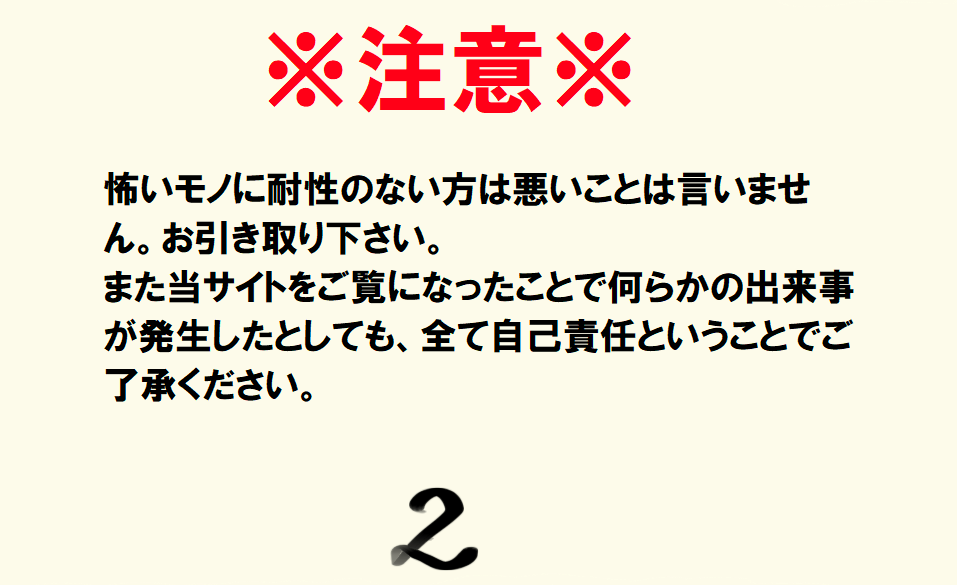 ※注意※
怖いモノに耐性のない方は悪いことは言いませ
ん。お引き取り下さい。
また当サイトをご覧になったことで何らかの出来事
が発生したとしても、全て自己責任ということでご
了承ください。
2